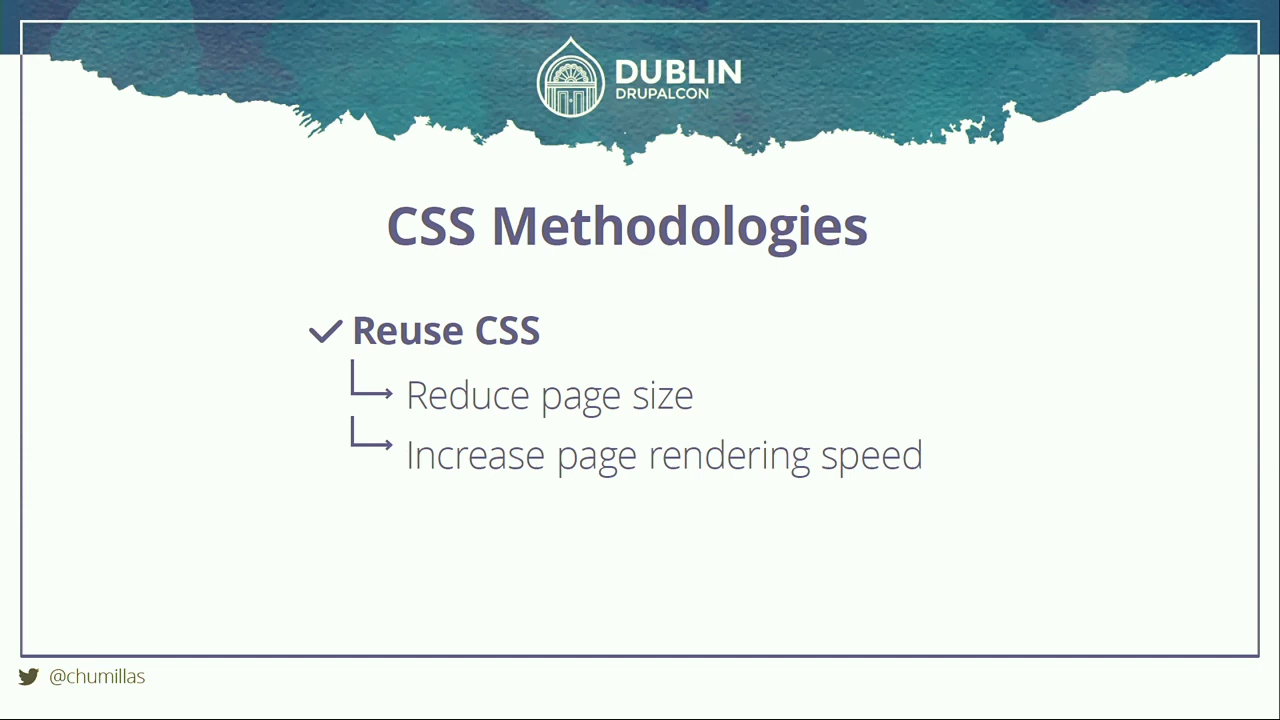 DUBLIN
DRUPALCON
CSS Methodologies
Reuse CSS
Reduce page size
Increase page rendering speed
@chumillas